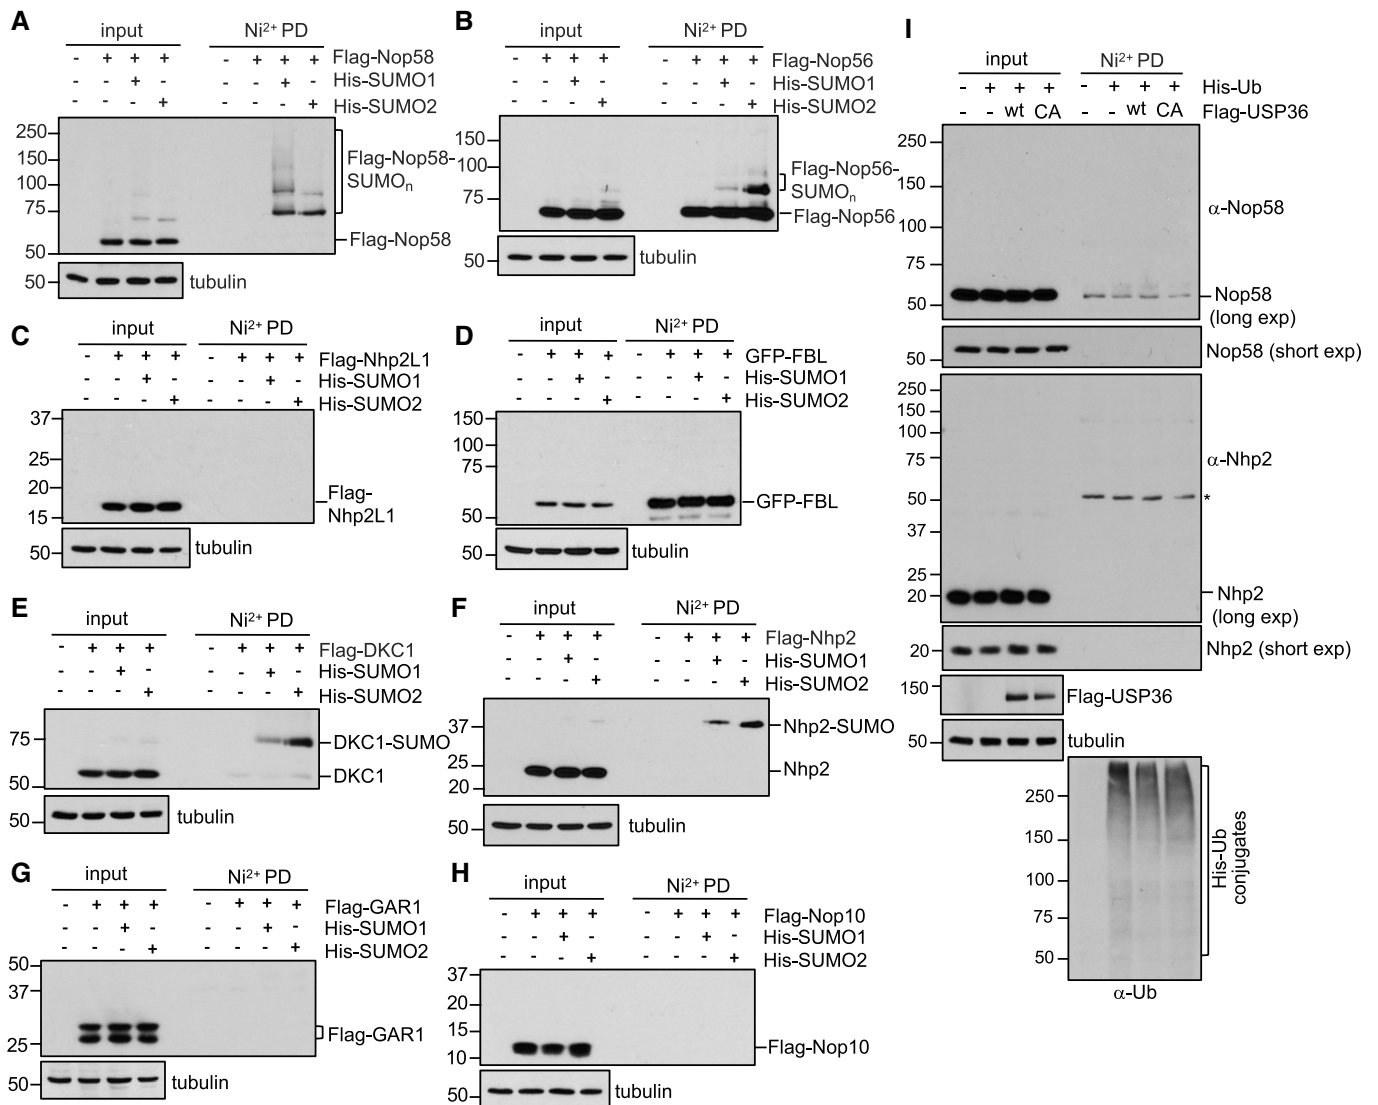 A
input
Ni²⁺ PD
- + + + - + + + Flag-Nop58
- - + - - - + - His-SUMO1
- - - + - - - + His-SUMO2
250
150
100
75
50
Flag-Nop58-
SUMOn
Flag-Nop58
50
tubulin
B
input
Ni²⁺ PD
- + + + - + + + Flag-Nop56
- - + - - - + - His-SUMO1
- - - + - - - + His-SUMO2
150
100
75
50
Flag-Nop56-
SUMOn
Flag-Nop56
50
tubulin
C
input
Ni²⁺ PD
- + + + - + + + Flag-Nhp2L1
- - + - - - + - His-SUMO1
- - - + - - - + His-SUMO2
37
25
20
15
Flag-
Nhp2L1
50
tubulin
D
input
Ni²⁺ PD
- + + + - + + + GFP-FBL
- - + - - - + - His-SUMO1
- - - + - - - + His-SUMO2
150
100
75
50
GFP-FBL
50
tubulin
E
input
Ni²⁺ PD
- + + + - + + + Flag-DKC1
- - + - - - + - His-SUMO1
- - - + - - - + His-SUMO2
75
50
DKC1-SUMO
DKC1
50
tubulin
F
input
Ni²⁺ PD
- + + + - + + + Flag-Nhp2
- - + - - - + - His-SUMO1
- - - + - - - + His-SUMO2
37
25
20
Nhp2-SUMO
Nhp2
50
tubulin
G
input
Ni²⁺ PD
- + + + - + + + Flag-GAR1
- - + - - - + - His-SUMO1
- - - + - - - + His-SUMO2
50
37
25
Flag-GAR1
50
tubulin
H
input
Ni²⁺ PD
- + + + - + + + Flag-Nop10
- - + - - - + - His-SUMO1
- - - + - - - + His-SUMO2
37
20
15
10
Flag-Nop10
50
tubulin
I
input
Ni²⁺ PD
- + + + - + + + His-Ub
- - wt CA - - wt CA Flag-USP36
250
150
100
75
50
α-Nop58
Nop58
(long exp)
50
Nop58 (short exp)
250
150
100
75
50
37
25
20
α-Nhp2
*
Nhp2
(long exp)
20
Nhp2 (short exp)
150
Flag-USP36
50
tubulin
250
150
100
75
50
His-Ub
conjugates
α-Ub